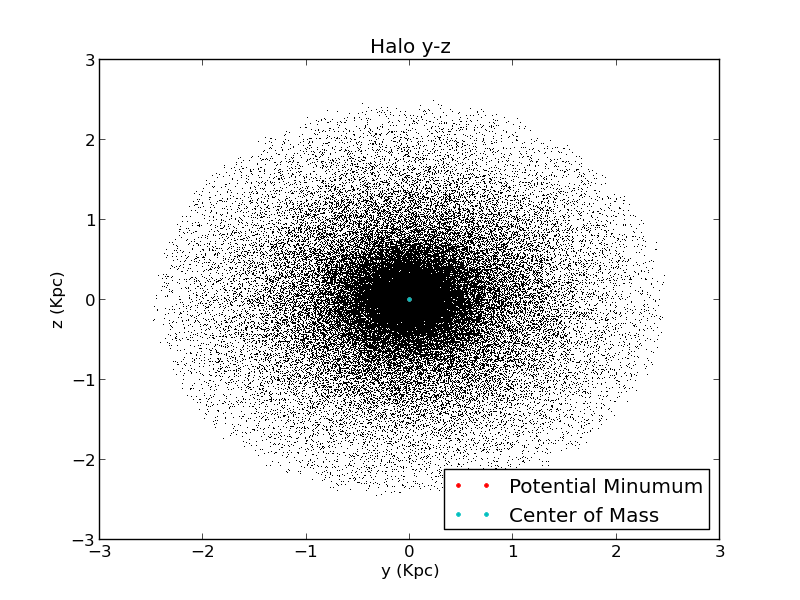 Halo y-z
3
2
1
0
−1
−2
−3
z (Kpc)
−3
−2
−1
0
1
2
3
y (Kpc)
Potential Minumum
Center of Mass